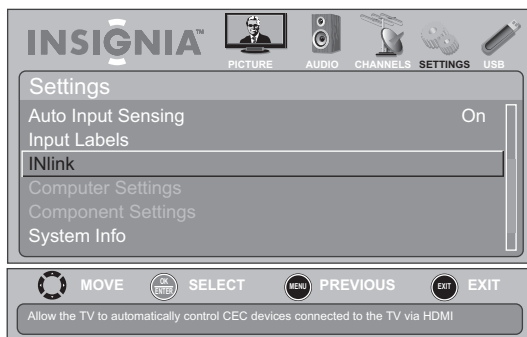 INSIGNIA™
PICTURE AUDIO CHANNELS SETTINGS USB
Settings
Auto Input Sensing On
Input Labels
INlink
Computer Settings
Component Settings
System Info
MOVE OK ENTER SELECT MENU PREVIOUS EXIT EXIT
Allow the TV to automatically control CEC devices connected to the TV via HDMI